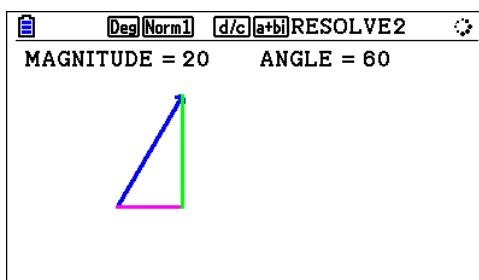 Deg Norm1 d/c a+bi RESOLVE2
MAGNITUDE = 20 ANGLE = 60